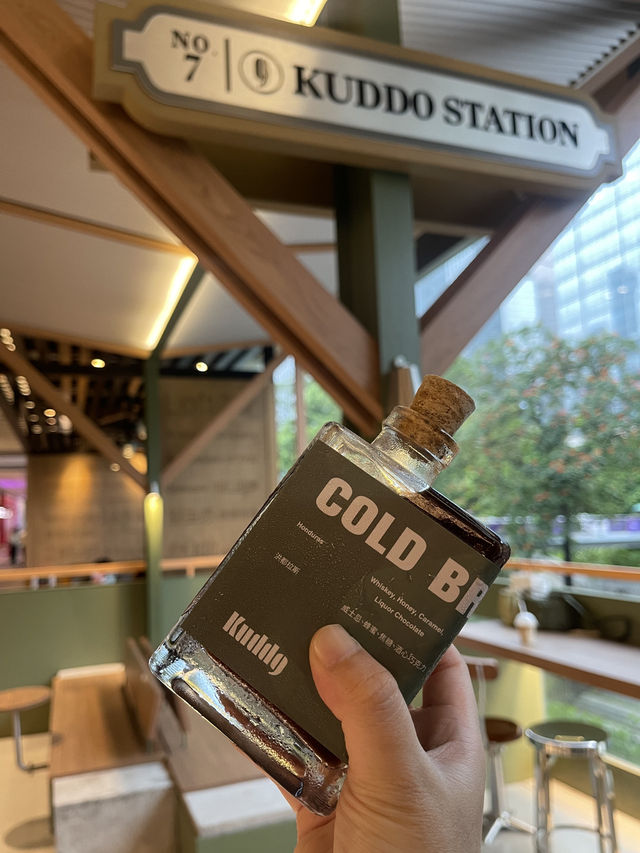 NO. 7
KUDDO STATION
COLD BR
Honduras
洪都拉斯
Whiskey, Honey, Caramel,
Liquor Chocolate
威士忌·蜂蜜·焦糖·酒心巧克力
Kuddo